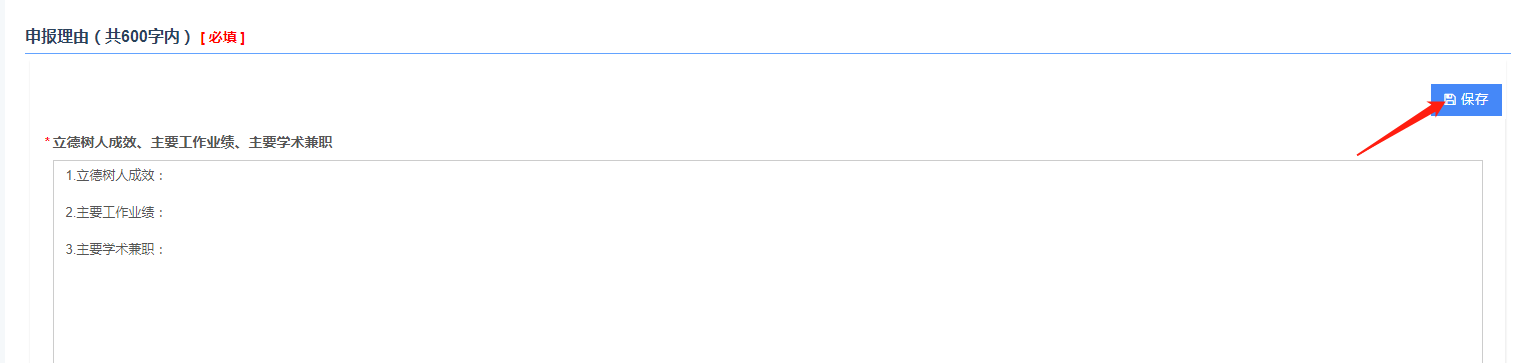 申报理由（共600字内）[ 必填 ]
保存
*立德树人成效、主要工作业绩、主要学术兼职
1.立德树人成效：
2.主要工作业绩：
3.主要学术兼职：